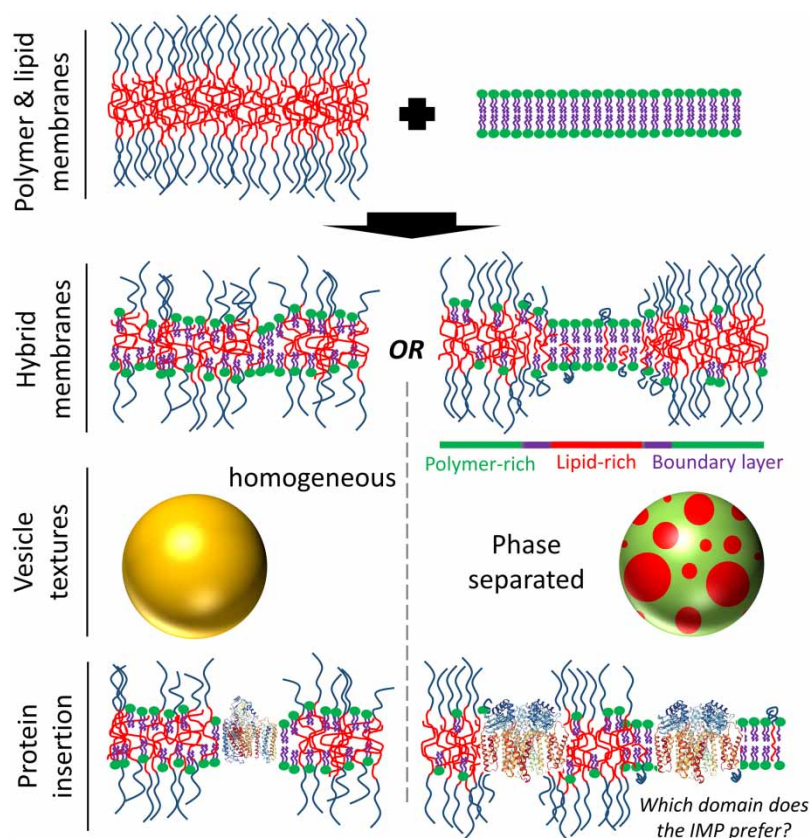 Polymer & lipid
membranes
Hybrid
membranes
OR
Polymer-rich
Lipid-rich
Boundary layer
homogeneous
Vesicle
textures
Phase
separated
Protein
insertion
Which domain does
the IMP prefer?